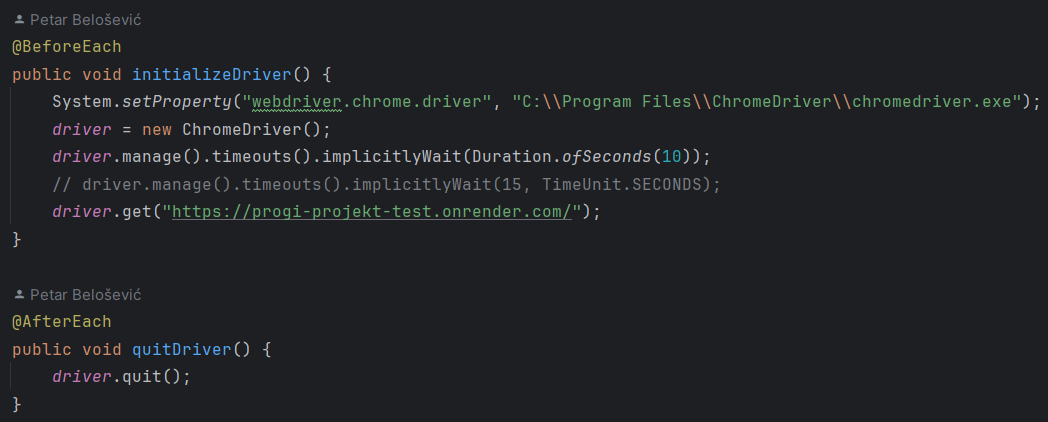 Petar Belošević
@BeforeEach
public void initializeDriver() {
    System.setProperty("webdriver.chrome.driver", "C:\\Program Files\\ChromeDriver\\chromedriver.exe");
    driver = new ChromeDriver();
    driver.manage().timeouts().implicitlyWait(Duration.ofSeconds(10));
    // driver.manage().timeouts().implicitlyWait(15, TimeUnit.SECONDS);
    driver.get("https://progi-projekt-test.onrender.com/");
}
Petar Belošević
@AfterEach
public void quitDriver() {
    driver.quit();
}